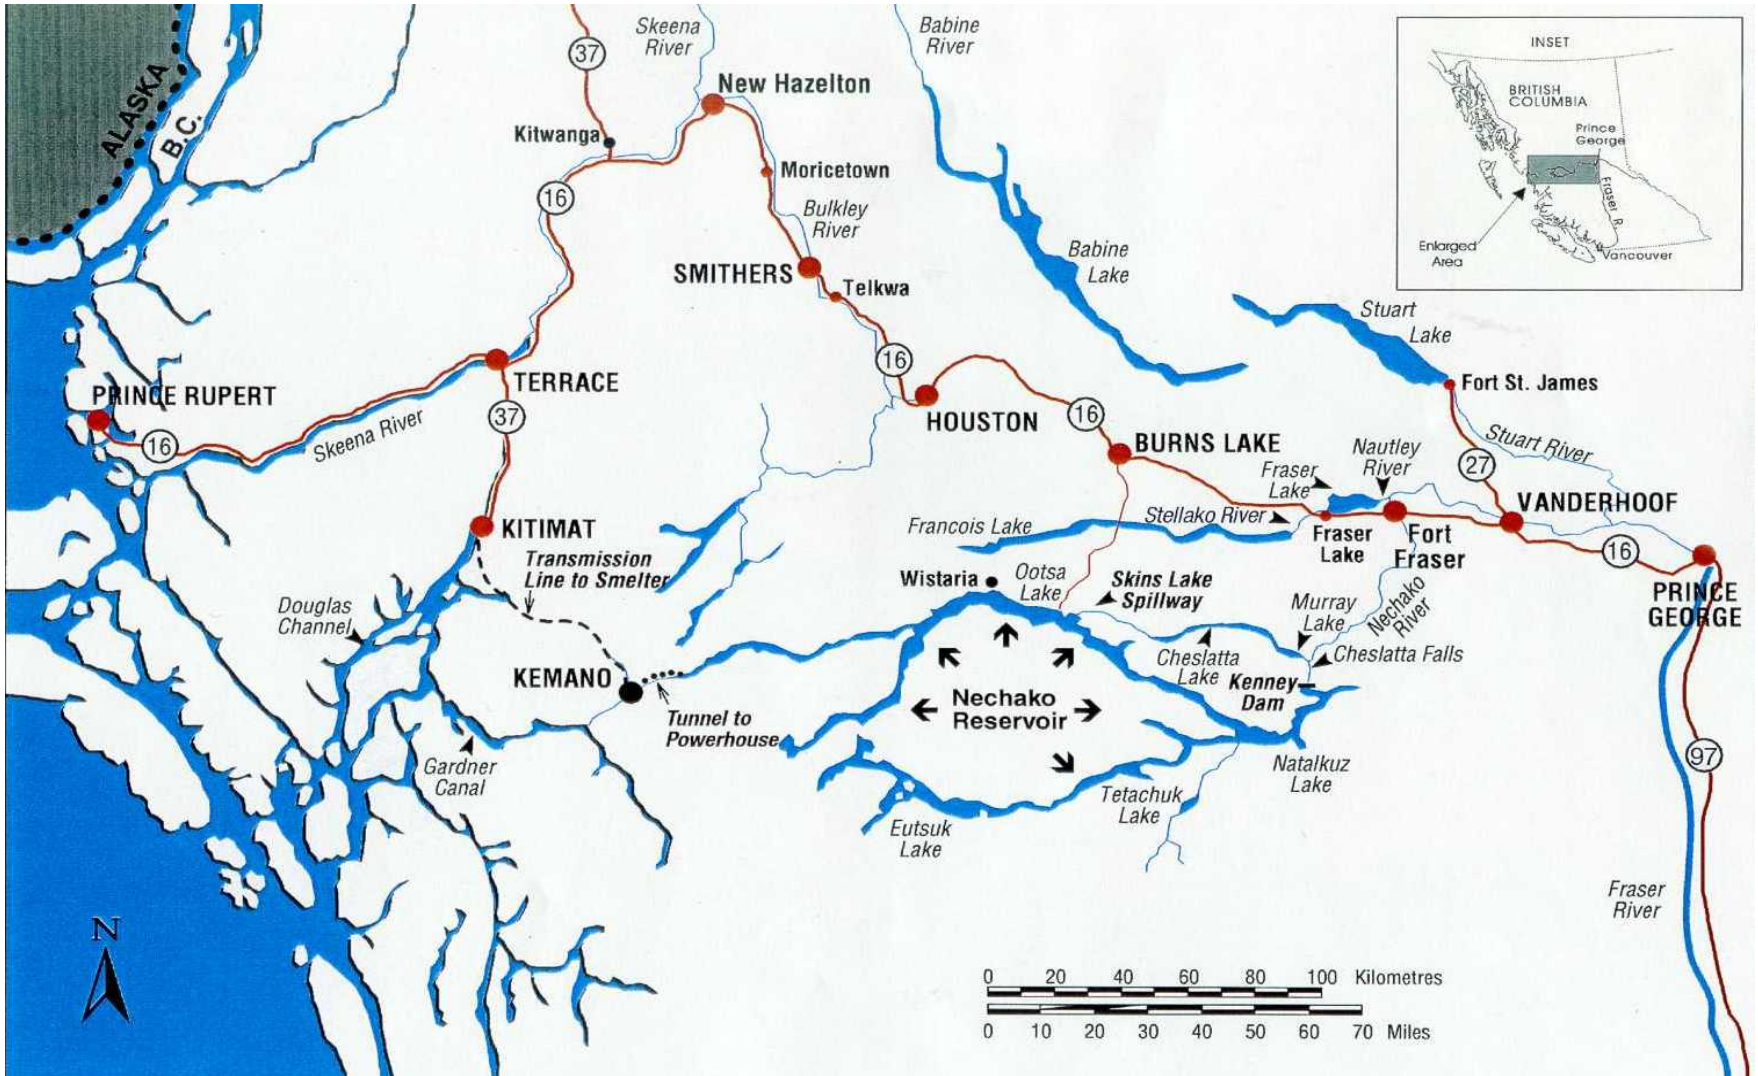 Skeena
River
Babine
River
37
New Hazelton
Kitwanga
ALASKA
B.C.
Moricetown
16
Bulkley
River
SMITHERS
Telkwa
Babine
Lake
INSET
BRITISH
COLUMBIA
Prince
George
Fraser R.
Enlarged
Area
Vancouver
Stuart
Lake
Fort St. James
16
TERRACE
PRINCE RUPERT
37
16
Skeena River
HOUSTON
16
BURNS LAKE
Nautley
River
Stuart River
27
Fraser
Lake
VANDERHOOF
KITIMAT
Francois Lake
Stellako River
Fraser
Lake
Fort
Fraser
16
PRINCE
GEORGE
Transmission
Line to Smelter
Wistaria
Ootsa
Lake
Skins Lake
Spillway
Murray
Lake
Nechako
River
Douglas
Channel
Cheslatta
Lake
Cheslatta Falls
KEMANO
Kenney
Dam
Nechako
Reservoir
Tunnel to
Powerhouse
Gardner
Canal
Natalkuz
Lake
97
Tetachuk
Lake
Eutsuk
Lake
Fraser
River
N
0 20 40 60 80 100 Kilometres
0 10 20 30 40 50 60 70 Miles